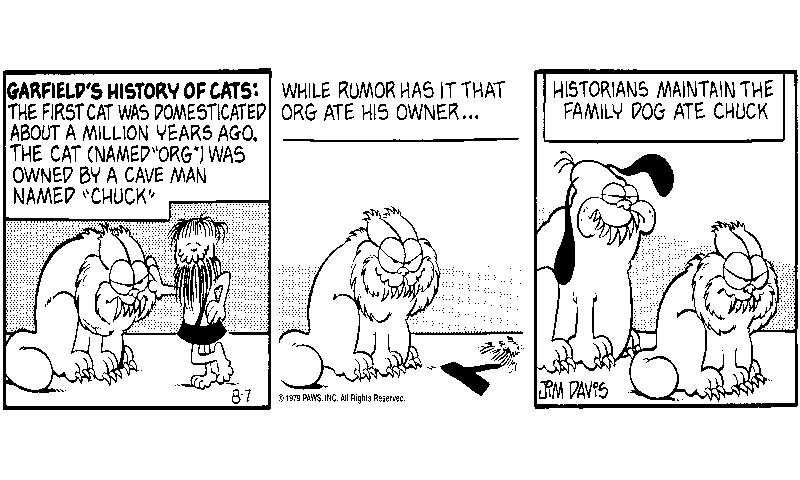 GARFIELD'S HISTORY OF CATS:
THE FIRST CAT WAS DOMESTICATED
ABOUT A MILLION YEARS AGO.
THE CAT (NAMED "ORG") WAS
OWNED BY A CAVE MAN
NAMED "CHUCK"
8-7
WHILE RUMOR HAS IT THAT
ORG ATE HIS OWNER...
© 1979 PAWS, INC. All Rights Reserved.
HISTORIANS MAINTAIN THE
FAMILY DOG ATE CHUCK
JIM DAVIS